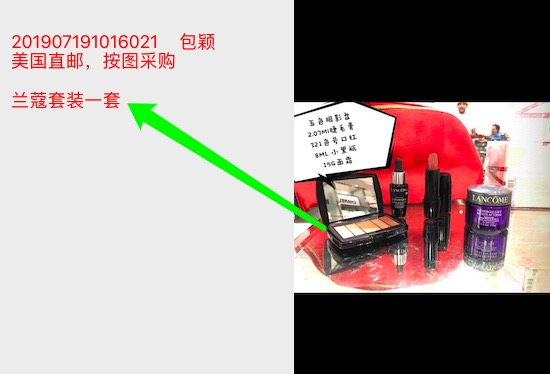 201907191016021 包颖
美国直邮，按图采购
兰蔻套装一套
五色眼影盘
2.07Ml睫毛膏
321色号口红
8ML小黑瓶
15G面霜
LANCÔME